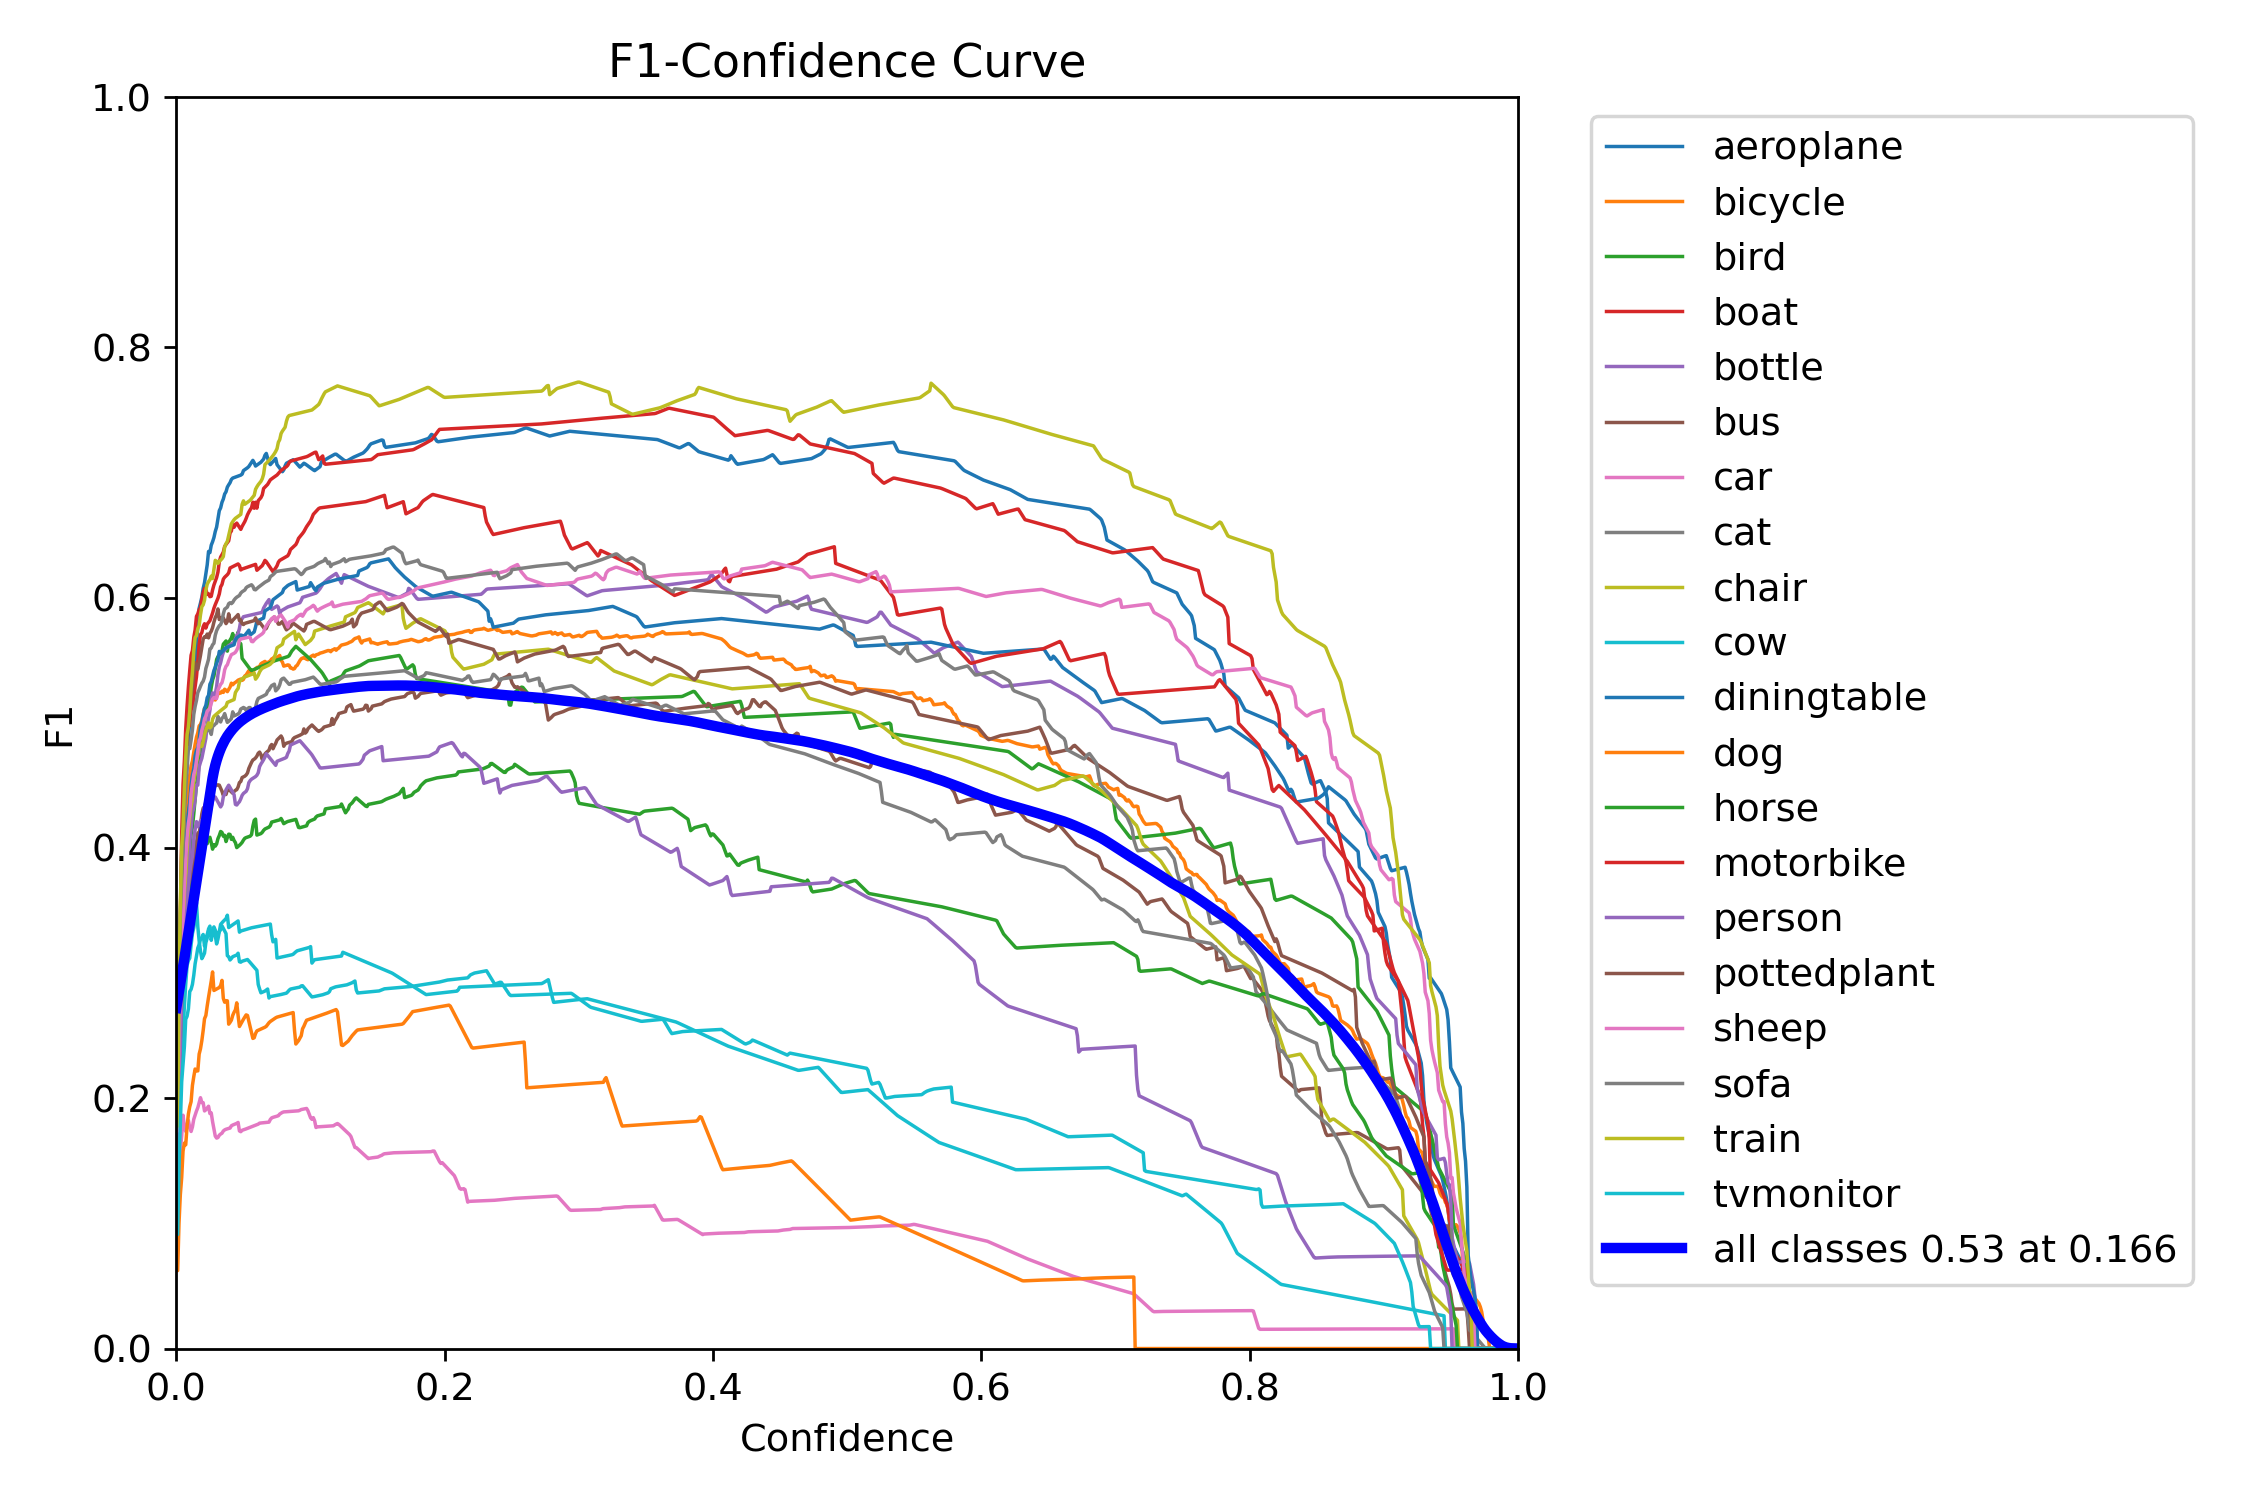 F1-Confidence Curve
1.0
0.8
0.6
0.4
0.2
0.0
F1
0.0 0.2 0.4 0.6 0.8 1.0
Confidence
aeroplane
bicycle
bird
boat
bottle
bus
car
cat
chair
cow
diningtable
dog
horse
motorbike
person
pottedplant
sheep
sofa
train
tvmonitor
all classes 0.53 at 0.166